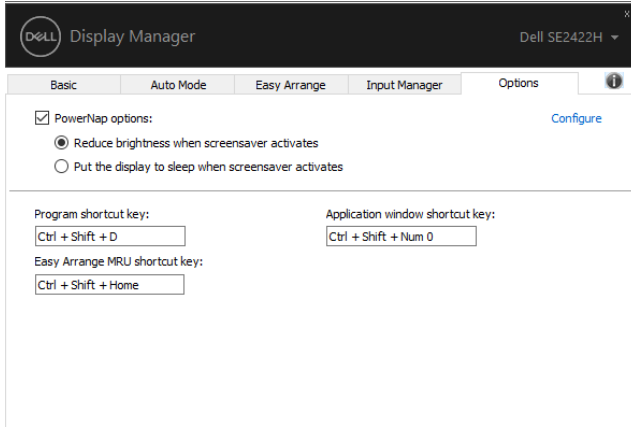 DELL Display Manager
Dell SE2422H
x
Basic Auto Mode Easy Arrange Input Manager Options
PowerNap options:
Configure
Reduce brightness when screensaver activates
Put the display to sleep when screensaver activates
Program shortcut key:
Application window shortcut key:
Ctrl + Shift + D
Ctrl + Shift + Num 0
Easy Arrange MRU shortcut key:
Ctrl + Shift + Home